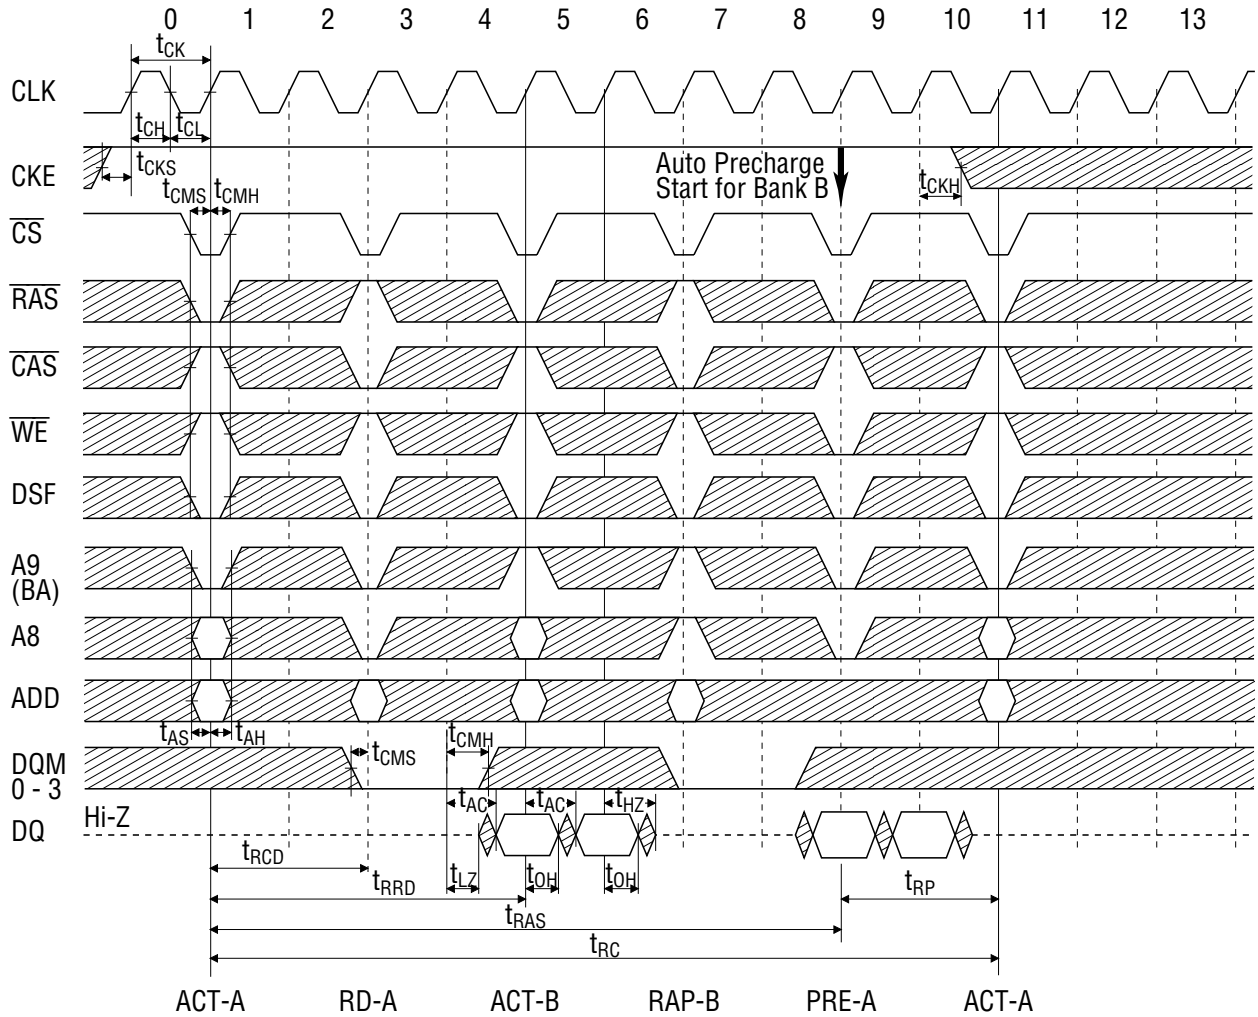 0 1 2 3 4 5 6 7 8 9 10 11 12 13
tCK
CLK
tCH tCL
CKE
tCKS
Auto Precharge
Start for Bank B
tCKH
tCMS tCMH
CS
RAS
CAS
WE
DSF
A9
(BA)
A8
ADD
tAS tAH
DQM
0 - 3
tCMS
tCMH
tAC tAC tHZ
Hi-Z
DQ
tRCD
tLZ tOH tOH
tRRD
tRP
tRAS
tRC
ACT-A RD-A ACT-B RAP-B PRE-A ACT-A